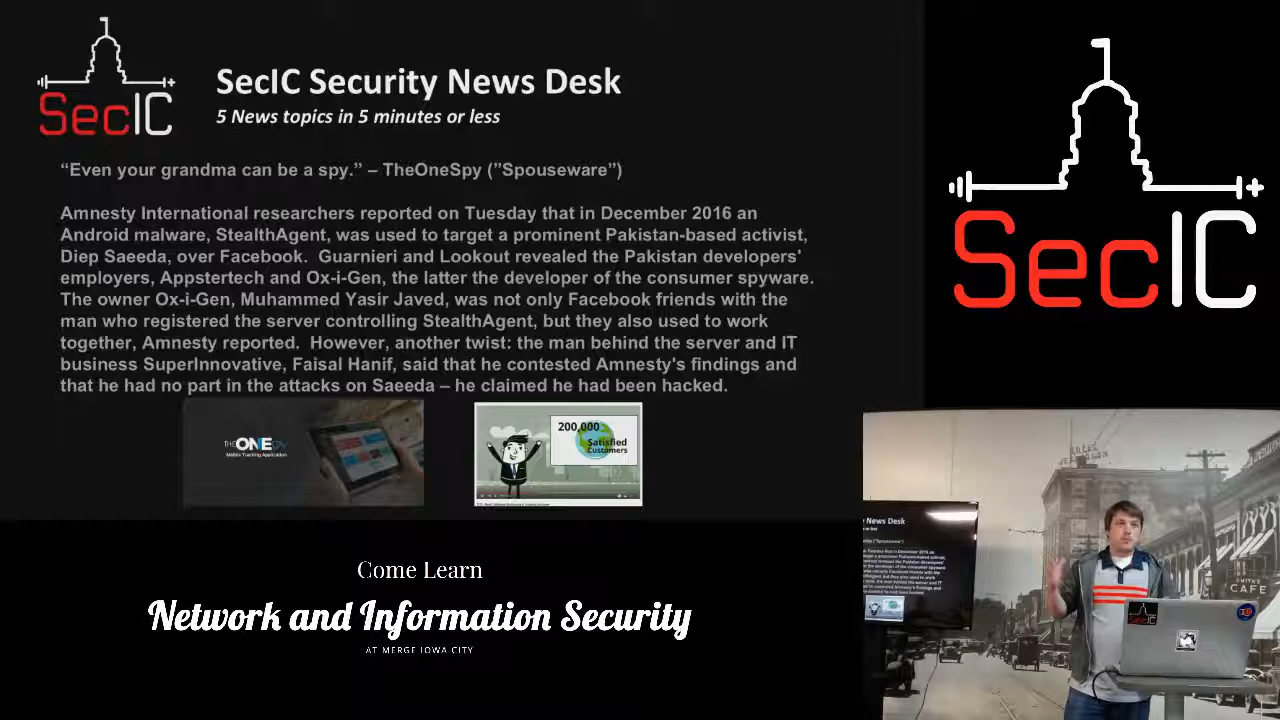 SecIC
SecIC Security News Desk
5 News topics in 5 minutes or less
“Even your grandma can be a spy.” – TheOneSpy (”Spouseware”)
Amnesty International researchers reported on Tuesday that in December 2016 an
Android malware, StealthAgent, was used to target a prominent Pakistan-based activist,
Diep Saeeda, over Facebook.  Guarnieri and Lookout revealed the Pakistan developers'
employers, Appstertech and Ox-i-Gen, the latter the developer of the consumer spyware.
The owner Ox-i-Gen, Muhammed Yasir Javed, was not only Facebook friends with the
man who registered the server controlling StealthAgent, but they also used to work
together, Amnesty reported.  However, another twist: the man behind the server and IT
business SuperInnovative, Faisal Hanif, said that he contested Amnesty's findings and
that he had no part in the attacks on Saeeda – he claimed he had been hacked.
THEONESPY
Mobile Tracking Application
200,000
Satisfied
Customers
Come Learn
Network and Information Security
AT MERGE IOWA CITY
SecIC
News Desk
CAFE
SecIC